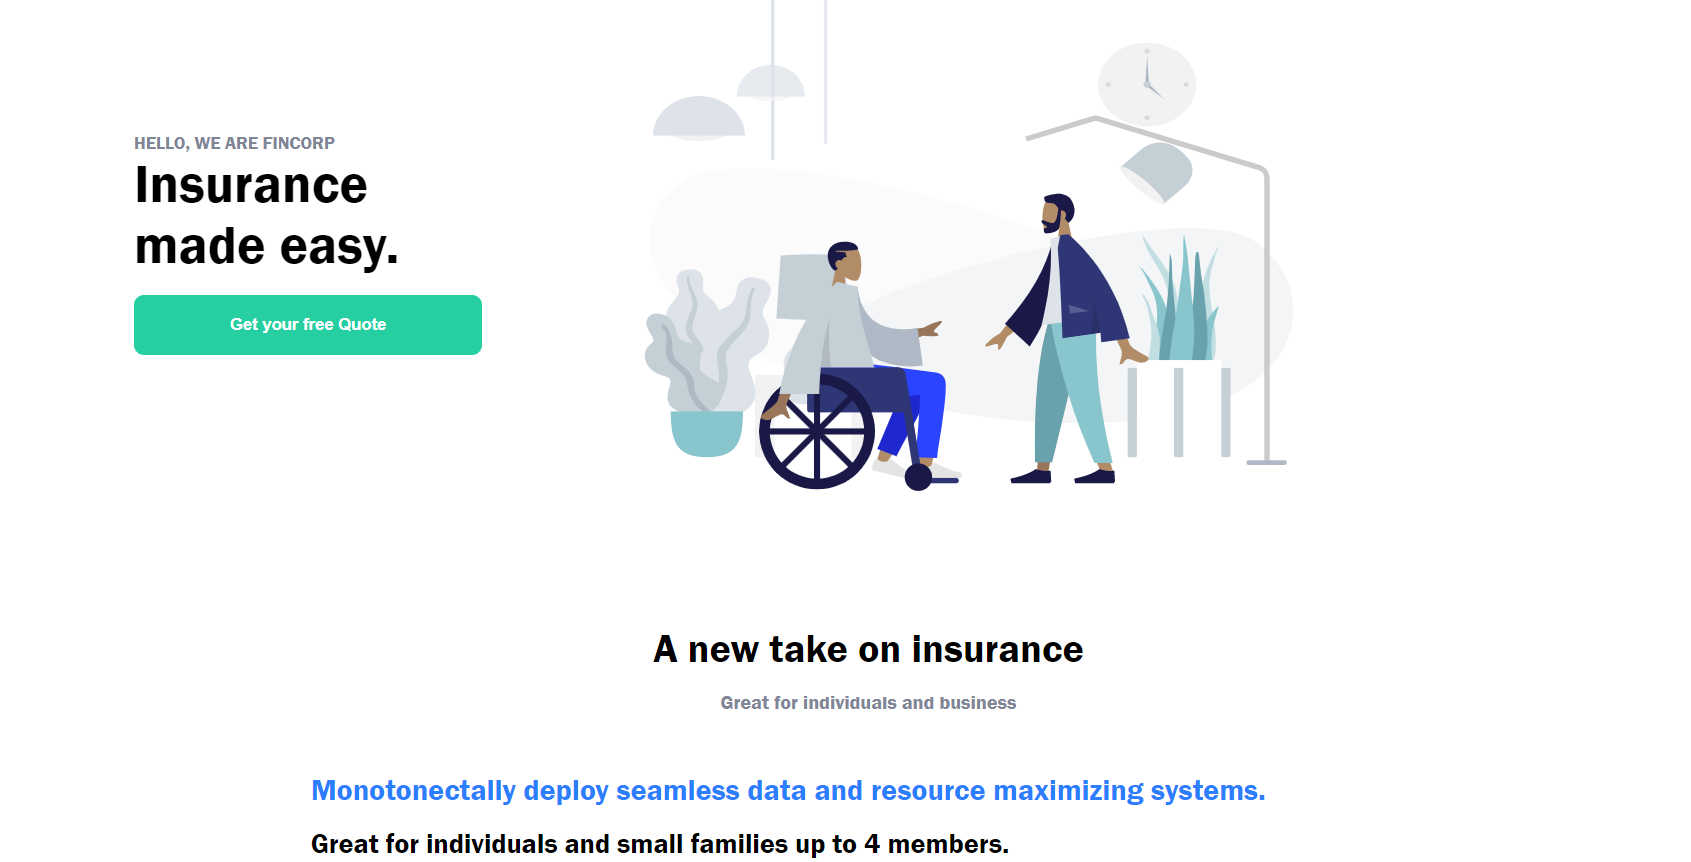 HELLO, WE ARE FINCORP
Insurance
made easy.
Get your free Quote
A new take on insurance
Great for individuals and business
Monotonectally deploy seamless data and resource maximizing systems.
Great for individuals and small families up to 4 members.